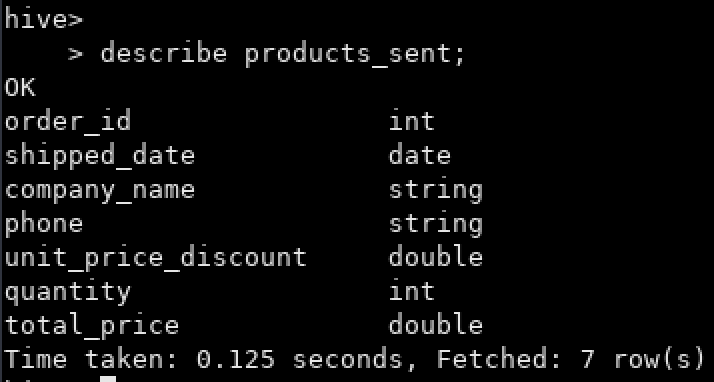 hive>
    > describe products_sent;
OK
order_id                int
shipped_date            date
company_name            string
phone                   string
unit_price_discount     double
quantity                int
total_price             double
Time taken: 0.125 seconds, Fetched: 7 row(s)